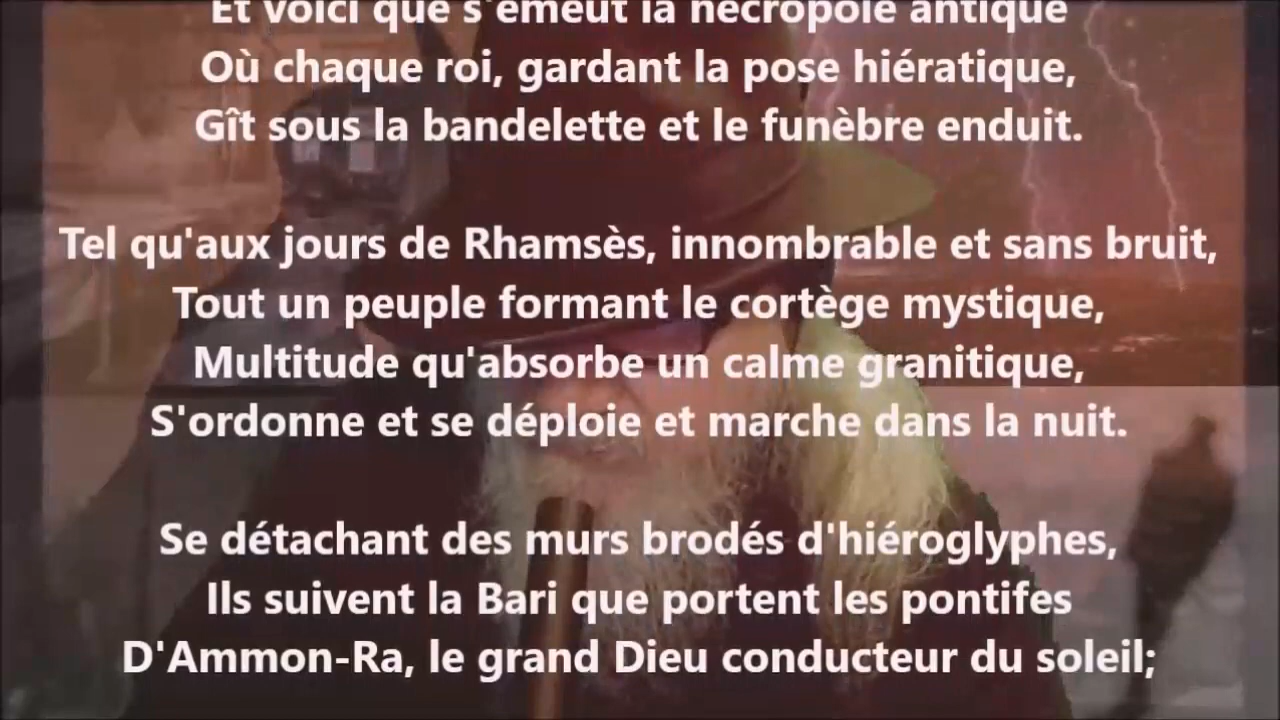 Et voici que s'émeut la nécropole antique
Où chaque roi, gardant la pose hiératique,
Gît sous la bandelette et le funèbre enduit.
Tel qu'aux jours de Rhamsès, innombrable et sans bruit,
Tout un peuple formant le cortège mystique,
Multitude qu'absorbe un calme granitique,
S'ordonne et se déploie et marche dans la nuit.
Se détachant des murs brodés d'hiéroglyphes,
Ils suivent la Bari que portent les pontifes
D'Ammon-Ra, le grand Dieu conducteur du soleil;